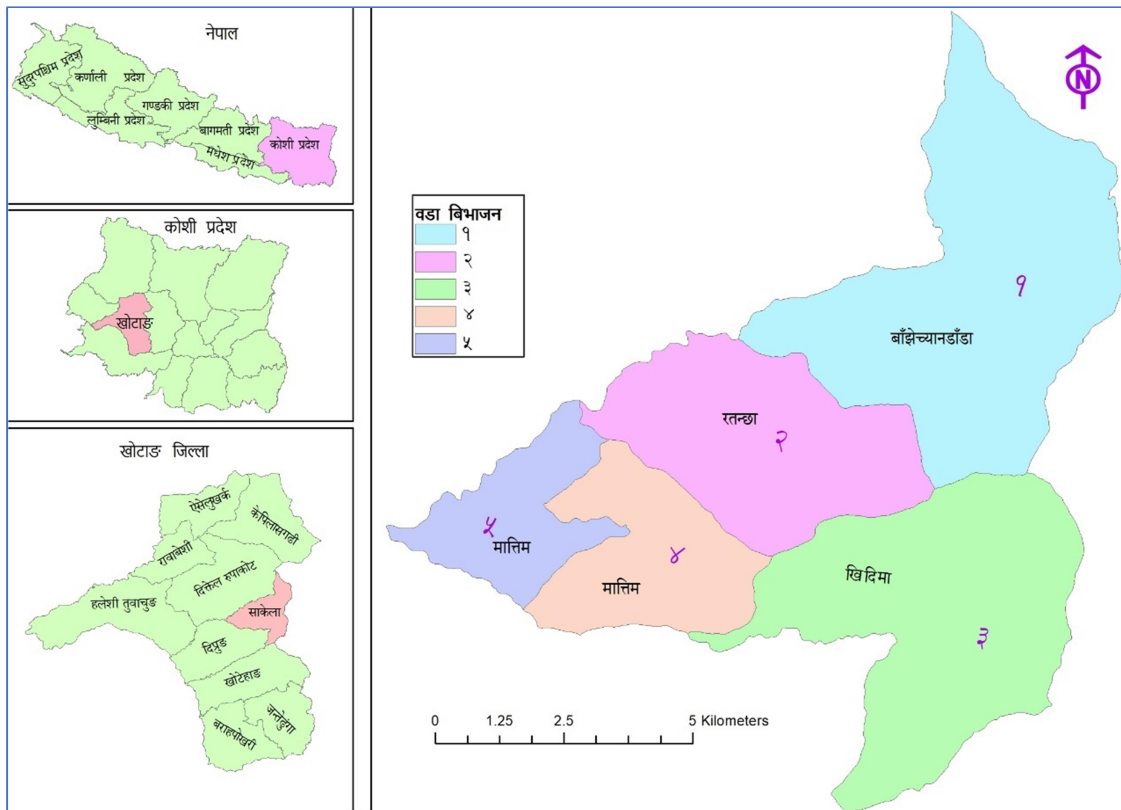 नेपाल
सुदुरपश्चिम प्रदेश
कर्णाली प्रदेश
गण्डकी प्रदेश
लुम्बिनी प्रदेश
बागमती प्रदेश
कोशी प्रदेश
मधेश प्रदेश
कोशी प्रदेश
खोटाङ
खोटाङ जिल्ला
ऐसेलुखर्क
केपिलासगढी
रावाबेशी
दिक्तेल रुपाकोट
हलेशी तुवाचुङ
साकेला
दिप्रुङ
खोटेहाङ
जन्तेढुंगा
बराहपोखरी
N
वडा बिभाजन
१
२
३
४
५
१
बाँझेच्यानडाँडा
रतन्छा
२
५
मात्तिम
४
मात्तिम
खिदिमा
३
0 1.25 2.5 5 Kilometers